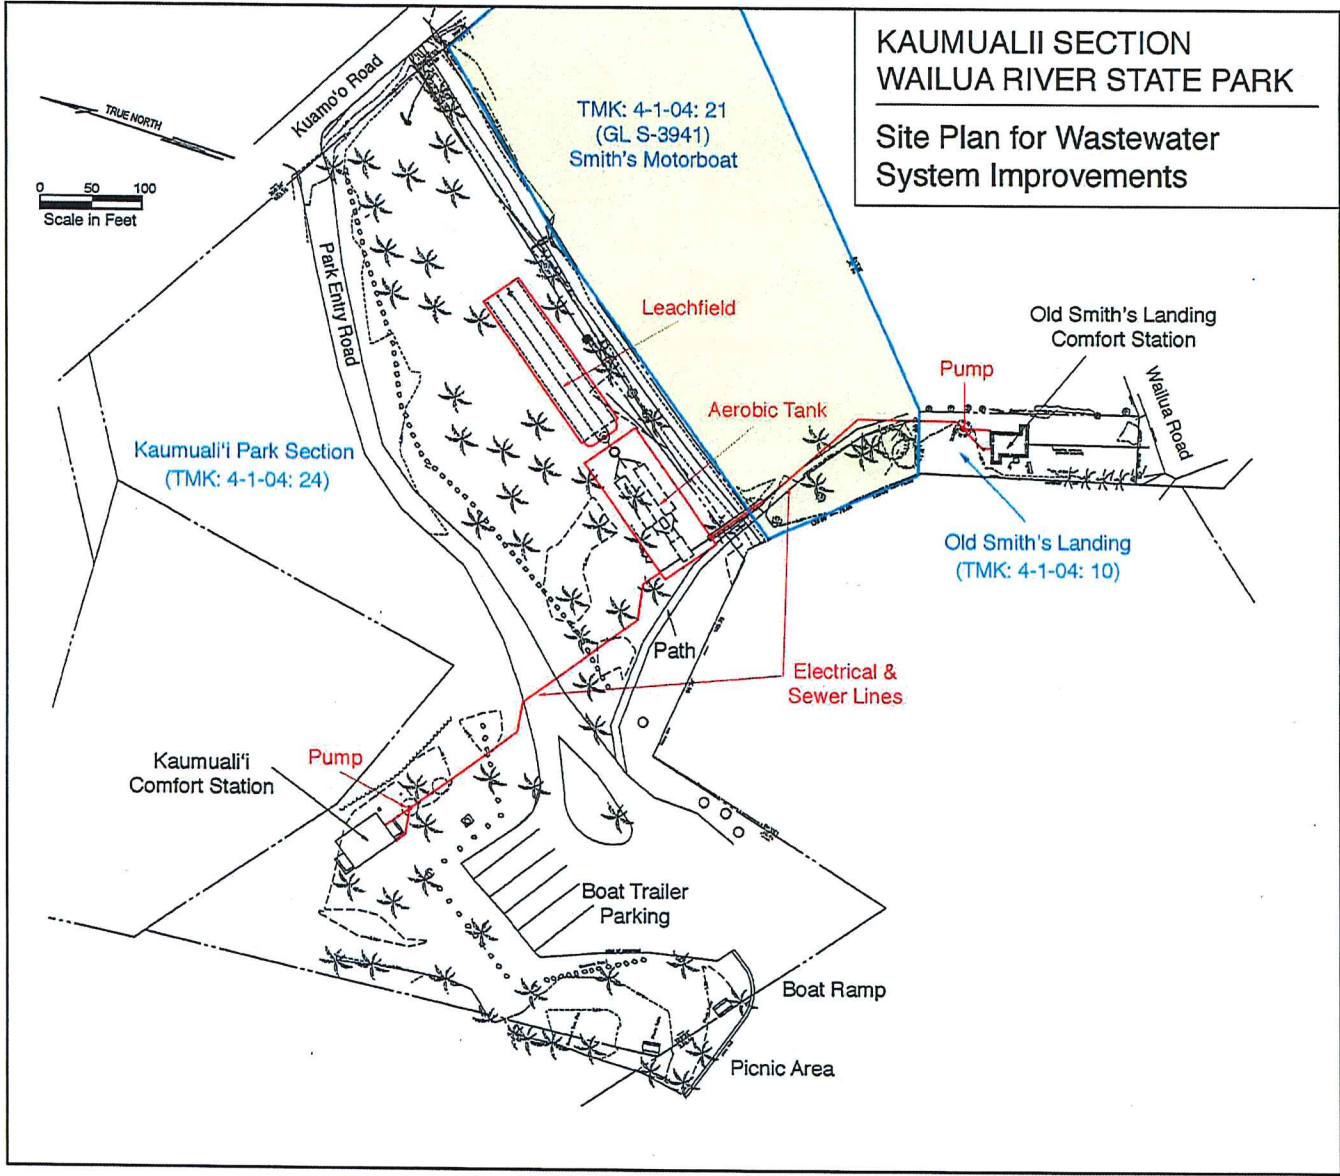 KAUMUALII SECTION
WAILUA RIVER STATE PARK
Site Plan for Wastewater
System Improvements
Kuamo'o Road
TRUE NORTH
0 50 100
Scale in Feet
TMK: 4-1-04: 21
(GL S-3941)
Smith's Motorboat
Park Entry Road
Leachfield
Old Smith's Landing
Comfort Station
Pump
Wailua Road
Aerobic Tank
Kaumuali'i Park Section
(TMK: 4-1-04: 24)
Old Smith's Landing
(TMK: 4-1-04: 10)
Path
Electrical &
Sewer Lines
Kaumuali'i
Comfort Station
Pump
Boat Trailer
Parking
Boat Ramp
Picnic Area